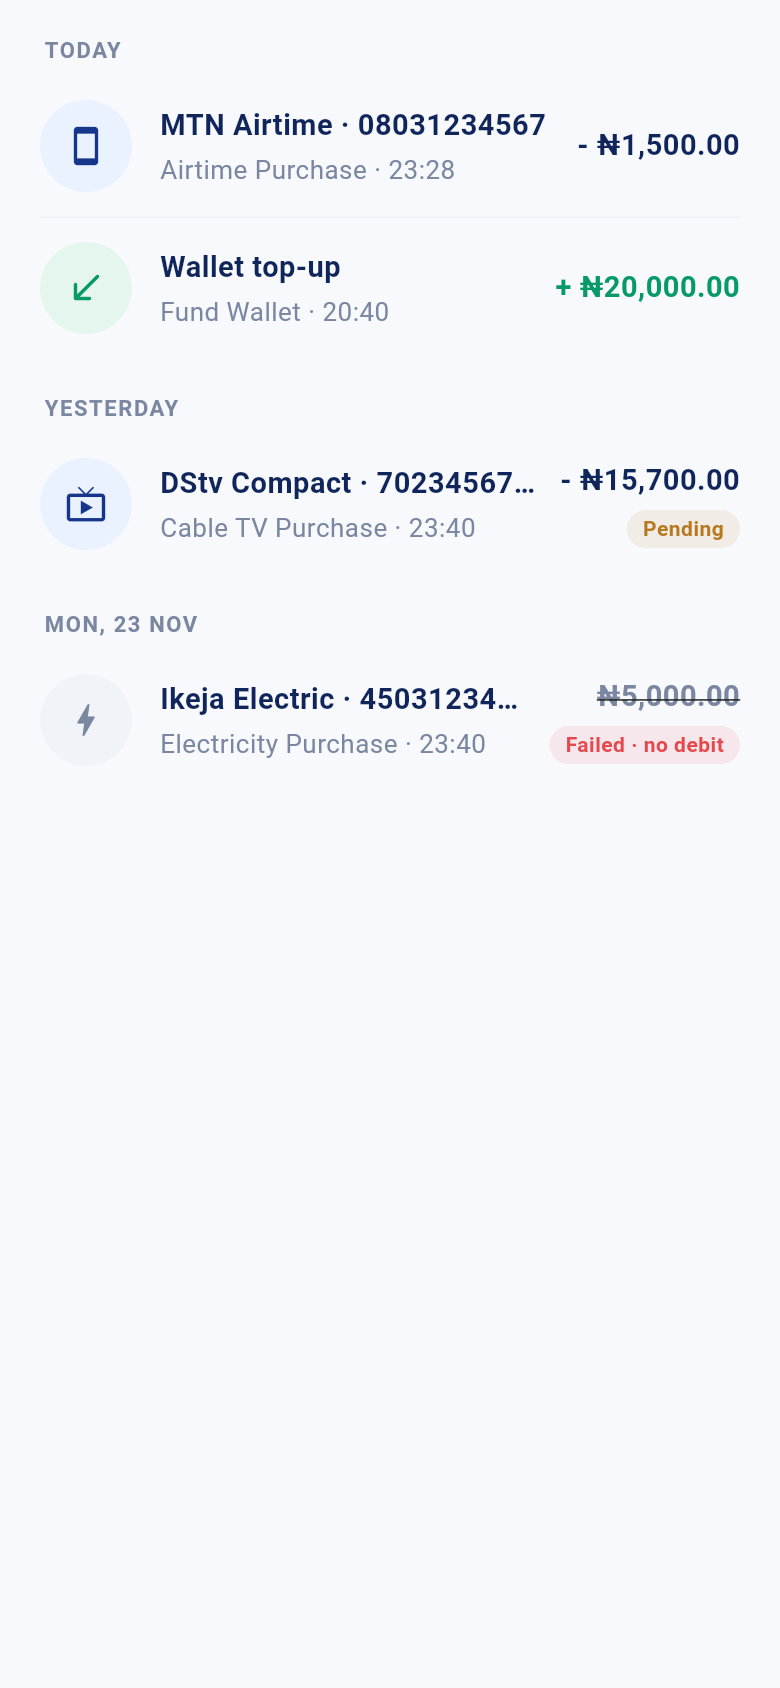 TODAY
MTN Airtime · 08031234567
- ₦1,500.00
Airtime Purchase · 23:28
Wallet top-up
+ ₦20,000.00
Fund Wallet · 20:40
YESTERDAY
DStv Compact · 70234567…
- ₦15,700.00
Cable TV Purchase · 23:40
Pending
MON, 23 NOV
Ikeja Electric · 45031234…
₦5,000.00
Electricity Purchase · 23:40
Failed · no debit